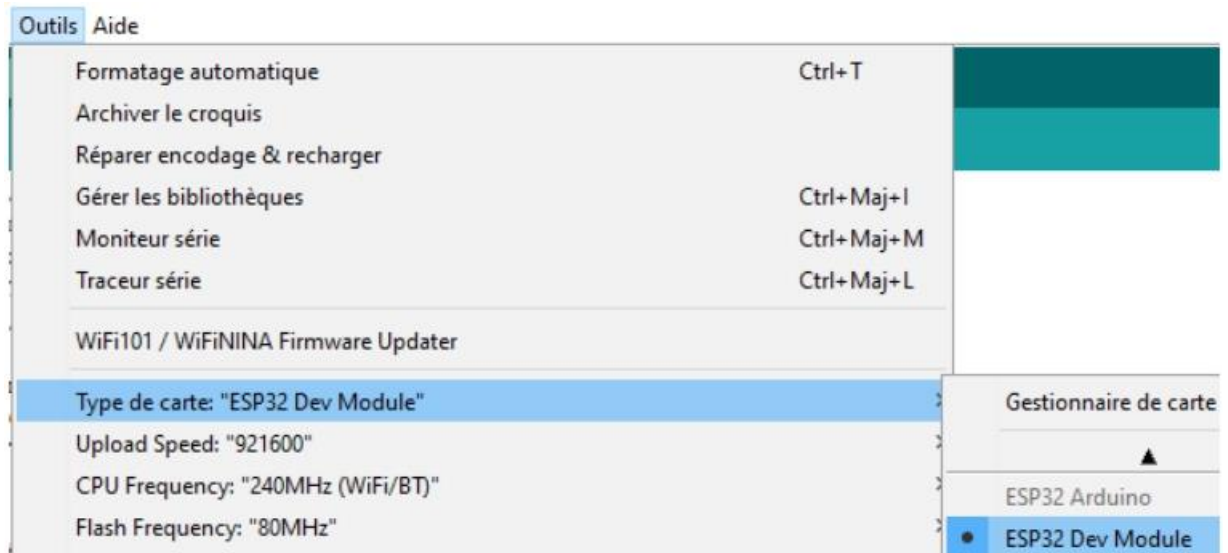 Outils Aide
Formatage automatique Ctrl+T
Archiver le croquis
Réparer encodage & recharger
Gérer les bibliothèques Ctrl+Maj+I
Moniteur série Ctrl+Maj+M
Traceur série Ctrl+Maj+L
WiFi101 / WiFiNINA Firmware Updater
Type de carte: "ESP32 Dev Module"
Gestionnaire de carte
Upload Speed: "921600"
CPU Frequency: "240MHz (WiFi/BT)"
ESP32 Arduino
Flash Frequency: "80MHz"
ESP32 Dev Module